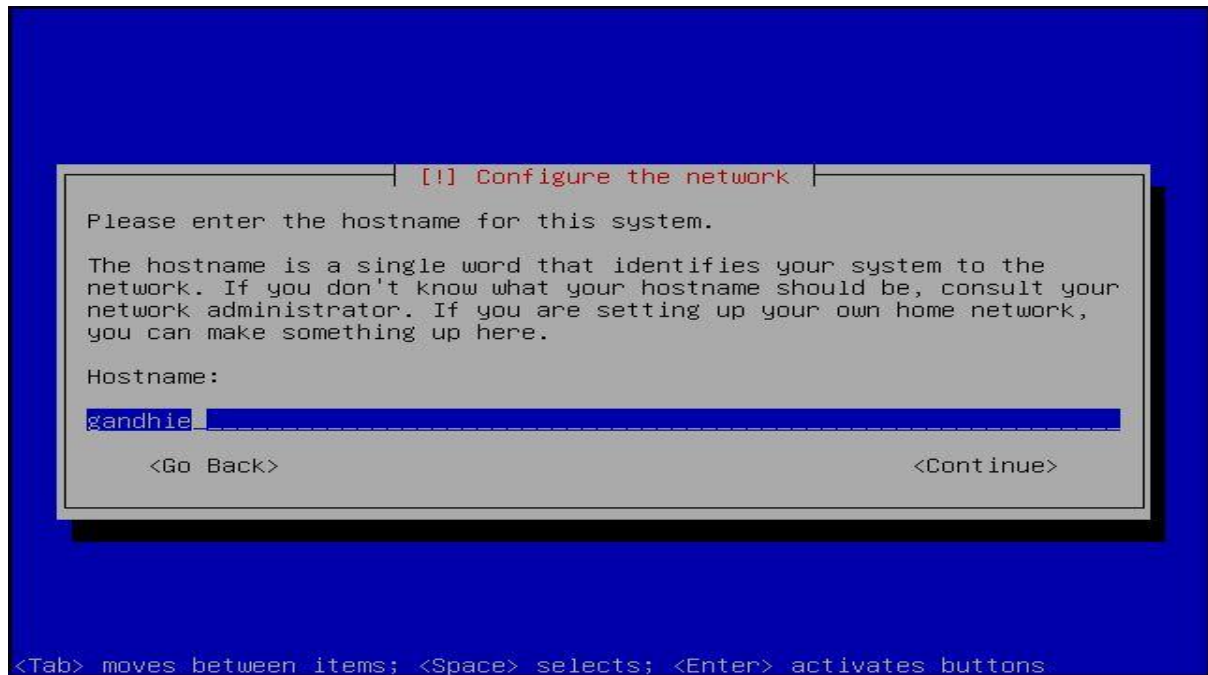 [!] Configure the network
Please enter the hostname for this system.
The hostname is a single word that identifies your system to the
network. If you don't know what your hostname should be, consult your
network administrator. If you are setting up your own home network,
you can make something up here.
Hostname:
gandhie
<Go Back> <Continue>
<Tab> moves between items; <Space> selects; <Enter> activates buttons